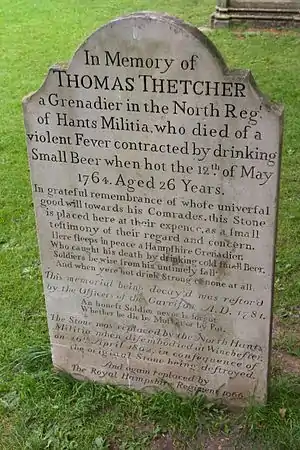 In Memory of
THOMAS THETCHER
a Grenadier in the North Reg.t
of Hants Militia, who died of a
violent Fever contracted by drinking
Small Beer when hot the 12th of May
1764. Aged 26 Years.
In grateful remembrance of whose universal
good will towards his Comrades, this Stone
is placed here at their expence, as a small
testimony of their regard and concern.
Here sleeps in peace a Hampshire Grenadier,
Who caught his death by drinking cold small Beer,
Soldiers be wise from his untimely fall
And when ye're hot drink Strong or none at all.
This memorial being decay'd was restor'd
by the Officers of the Garrison A.D. 1781.
An honest Soldier never is forgot
Whether he die by Musket or by Pot.
The Stone was replaced by the North Hants
Militia when disembodied at Winchester,
on 26th April 1802, in consequence of
the original Stone being destroyed.
And again replaced by
The Royal Hampshire Regiment 1966.